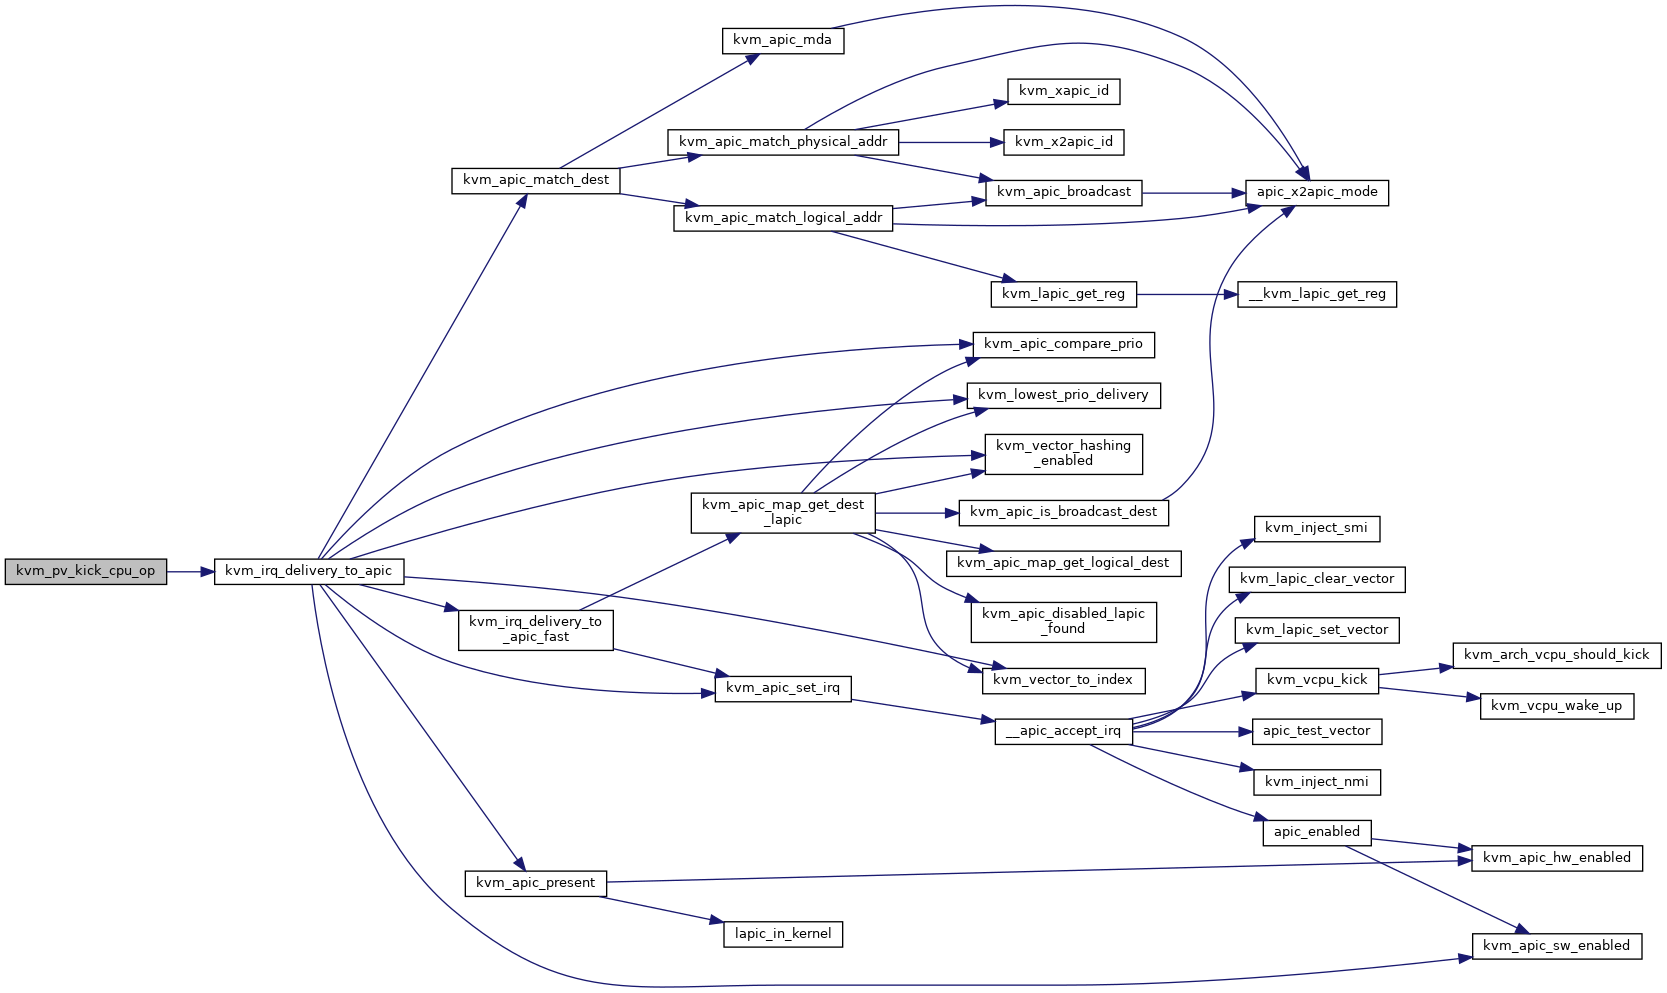 kvm_apic_mda
kvm_xapic_id
kvm_apic_match_physical_addr
kvm_x2apic_id
kvm_apic_match_dest
kvm_apic_broadcast
apic_x2apic_mode
kvm_apic_match_logical_addr
kvm_lapic_get_reg
__kvm_lapic_get_reg
kvm_apic_compare_prio
kvm_lowest_prio_delivery
kvm_vector_hashing
_enabled
kvm_apic_map_get_dest
_lapic
kvm_apic_is_broadcast_dest
kvm_inject_smi
kvm_apic_map_get_logical_dest
kvm_pv_kick_cpu_op
kvm_irq_delivery_to_apic
kvm_lapic_clear_vector
kvm_irq_delivery_to
_apic_fast
kvm_apic_disabled_lapic
_found
kvm_lapic_set_vector
kvm_arch_vcpu_should_kick
kvm_vector_to_index
kvm_vcpu_kick
kvm_apic_set_irq
kvm_vcpu_wake_up
__apic_accept_irq
apic_test_vector
kvm_inject_nmi
apic_enabled
kvm_apic_hw_enabled
kvm_apic_present
lapic_in_kernel
kvm_apic_sw_enabled